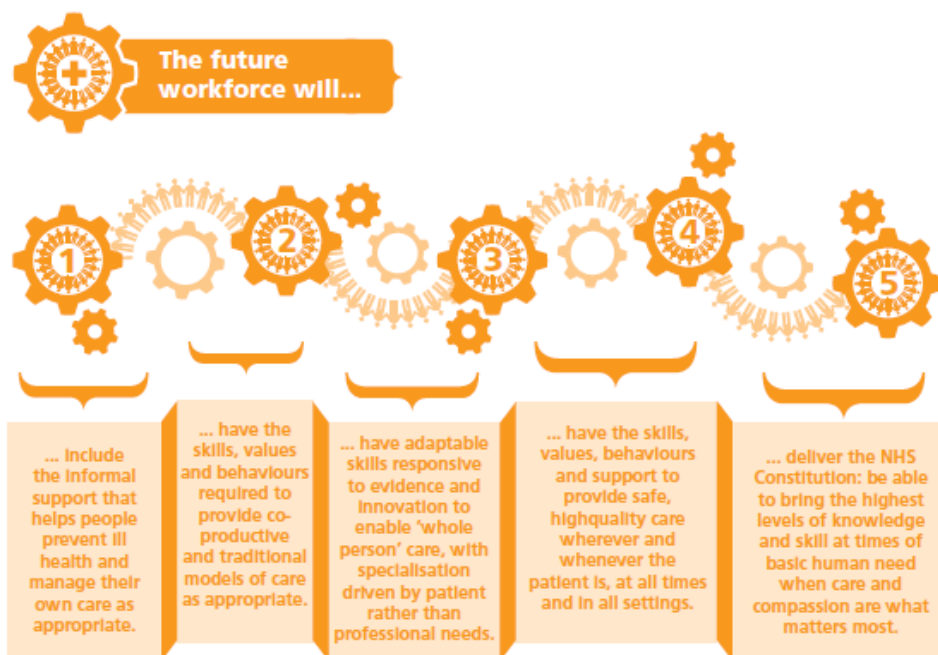 The future
workforce will...
1
2
3
4
5
... include
the informal
support that
helps people
prevent ill
health and
manage their
own care as
appropriate.
... have the
skills, values
and behaviours
required to
provide co-
productive
and traditional
models of care
as appropriate.
... have adaptable
skills responsive
to evidence and
innovation to
enable ‘whole
person’ care, with
specialisation
driven by patient
rather than
professional needs.
... have the skills,
values, behaviours
and support to
provide safe,
highquality care
wherever and
whenever the
patient is, at all times
and in all settings.
... deliver the NHS
Constitution: be able
to bring the highest
levels of knowledge
and skill at times of
basic human need
when care and
compassion are what
matters most.